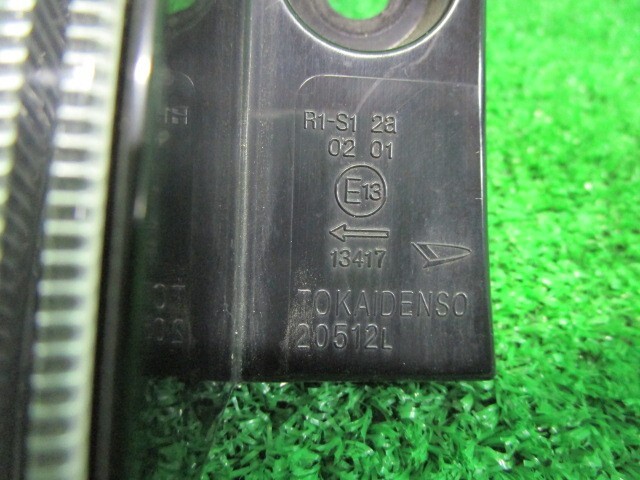 R1-S1 2a
02 01
E13
13417
TOKAIDENSO
20512L